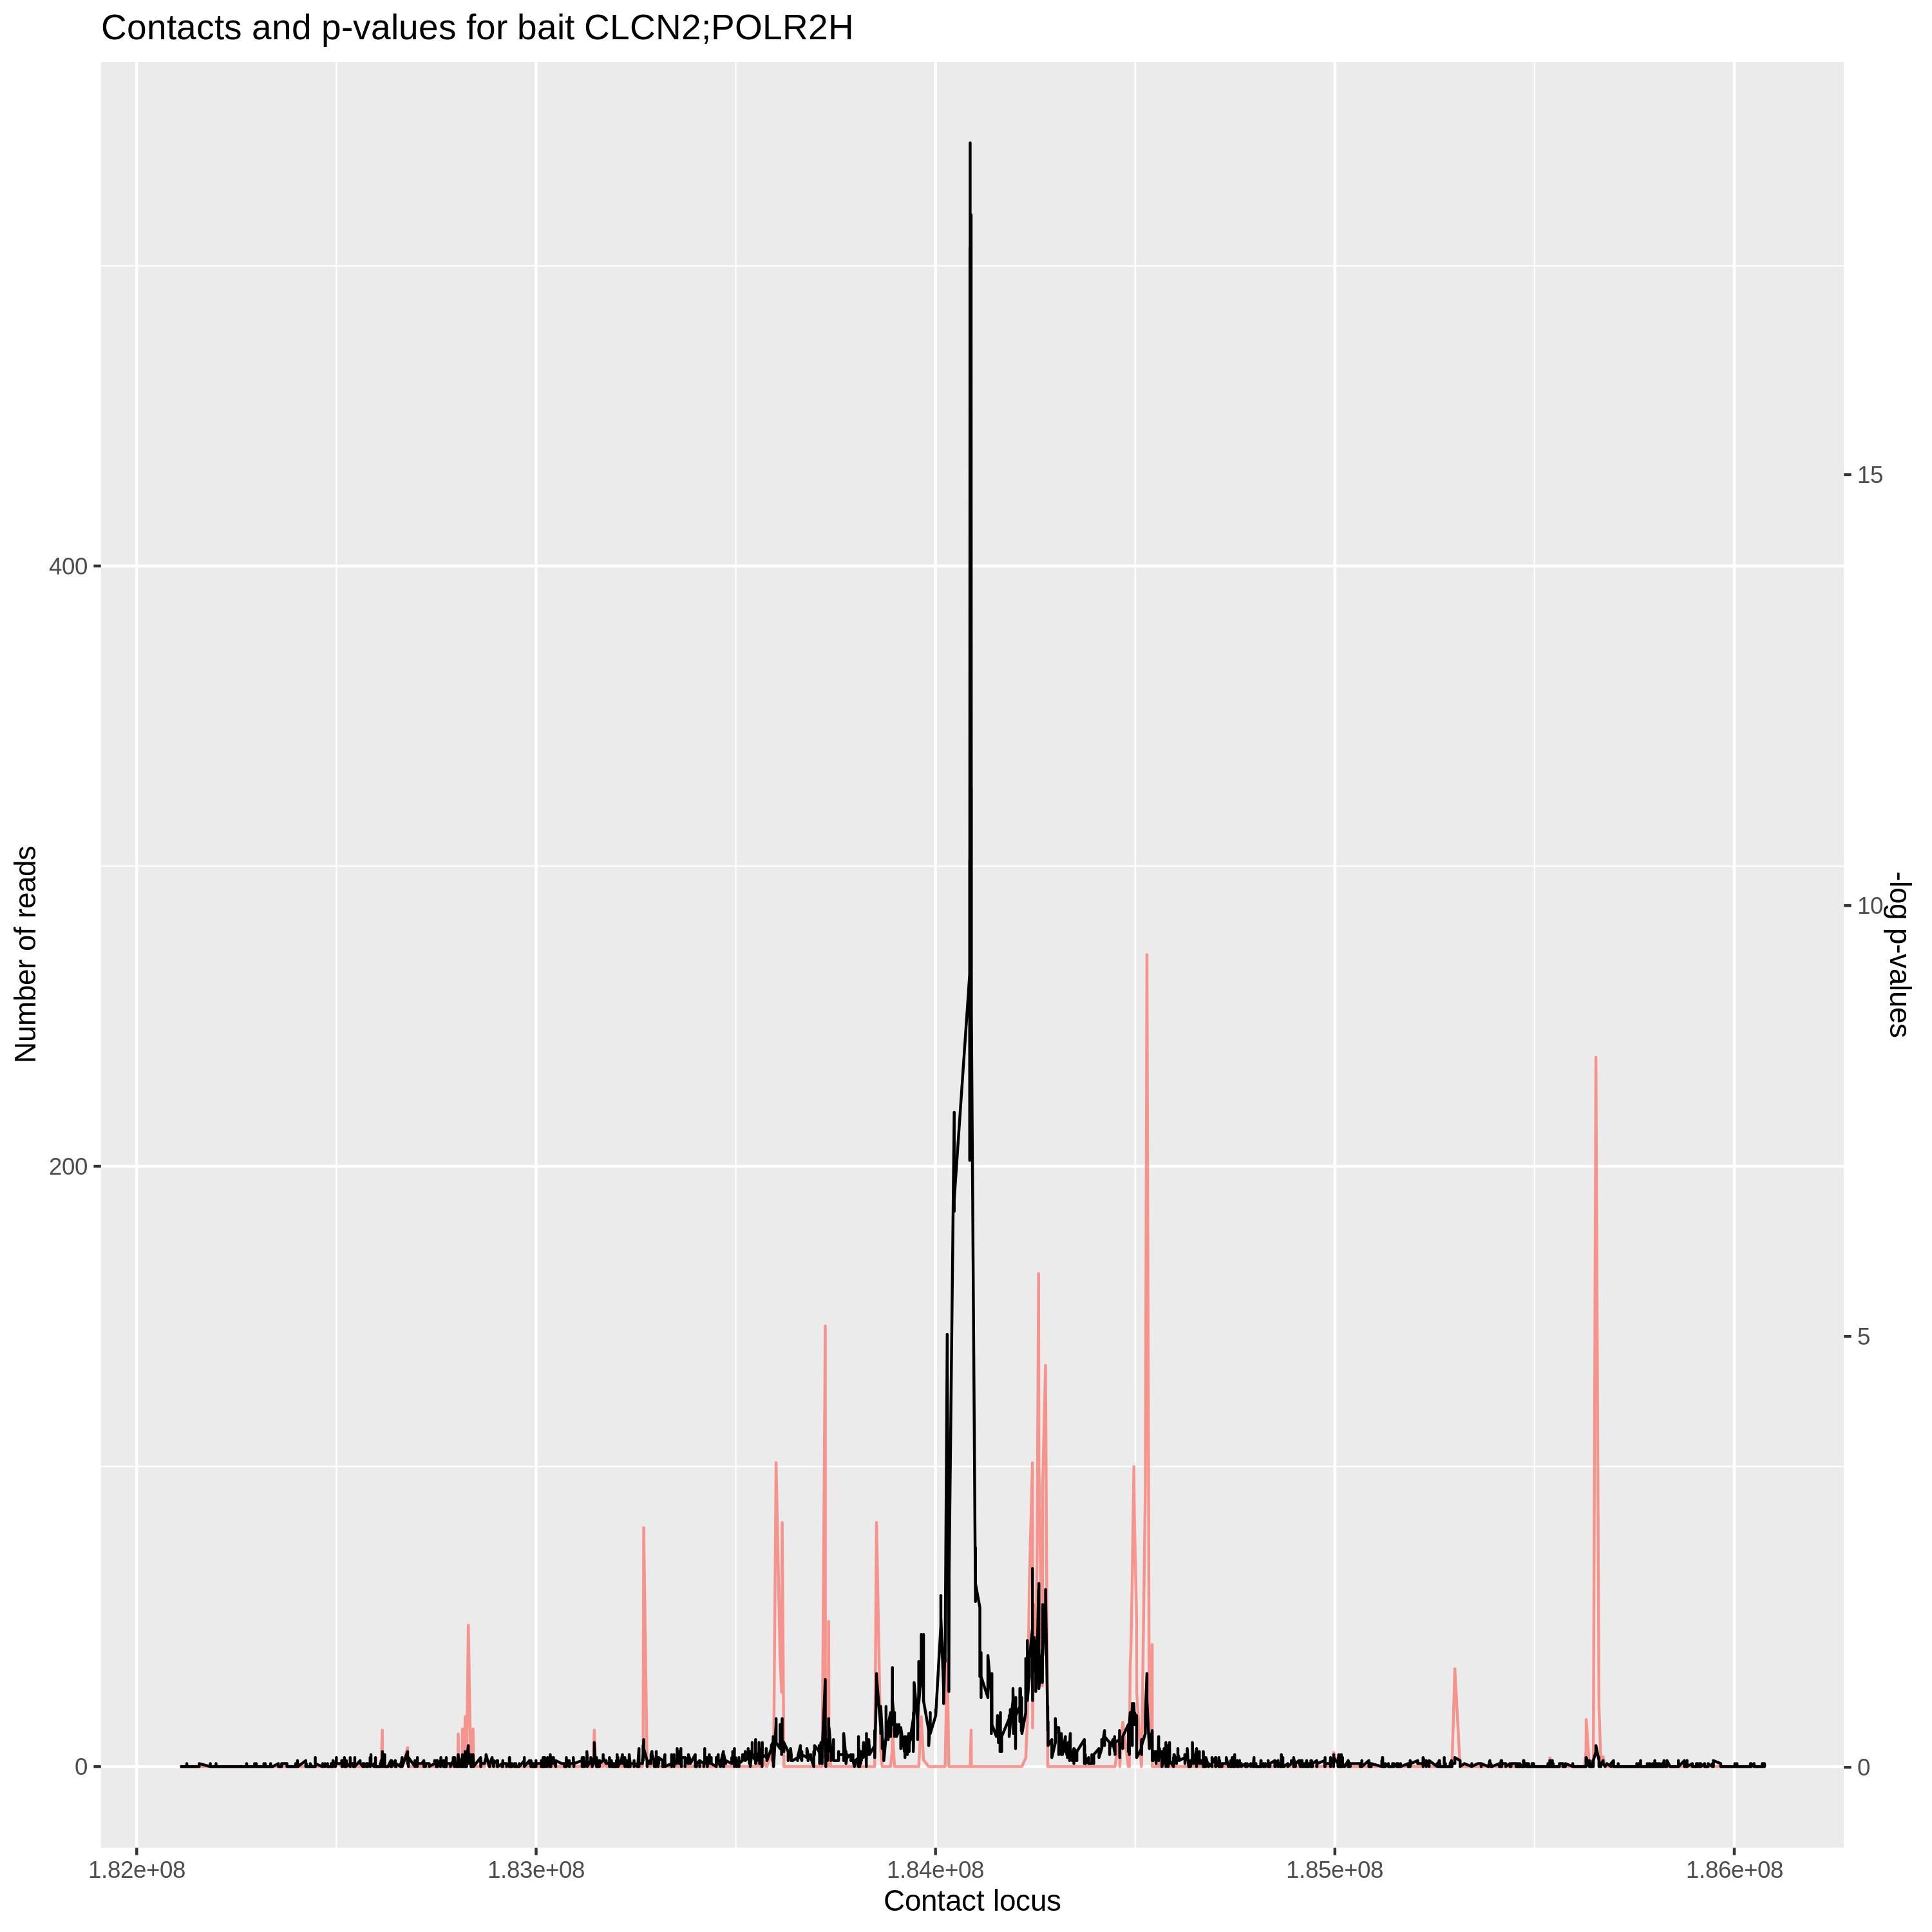 Contacts and p-values for bait CLCN2;POLR2H
Number of reads
400
200
0
15
10
5
0
-log p-values
1.82e+08
1.83e+08
1.84e+08
1.85e+08
1.86e+08
Contact locus